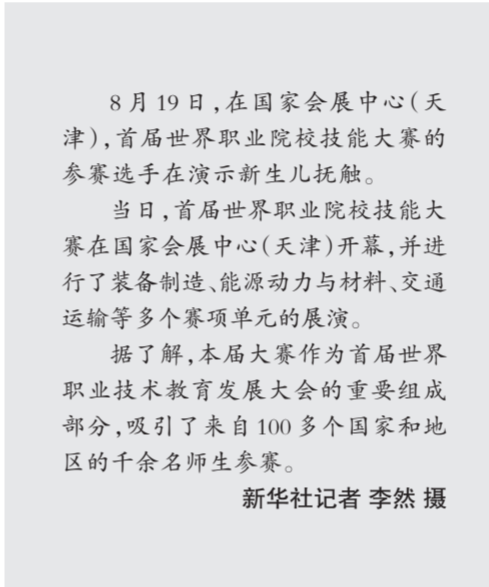 8月19日,在国家会展中心(天
津),首届世界职业院校技能大赛的
参赛选手在演示新生儿抚触。
当日,首届世界职业院校技能大
赛在国家会展中心(天津)开幕,并进
行了装备制造、能源动力与材料、交通
运输等多个赛项单元的展演。
据了解,本届大赛作为首届世界
职业技术教育发展大会的重要组成
部分,吸引了来自100多个国家和地
区的千余名师生参赛。
新华社记者 李然 摄